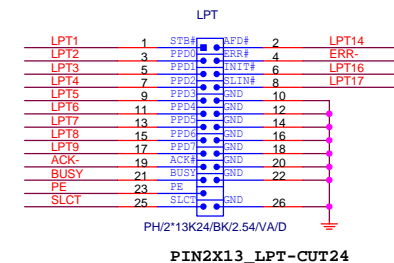 LPT
LPT1 1 STB# AFD# 2 LPT14
LPT2 3 PPD0 ERR# 4 ERR-
LPT3 5 PPD1 INIT# 6 LPT16
LPT4 7 PPD2 SLIN# 8 LPT17
LPT5 9 PPD3 GND 10
LPT6 11 PPD4 GND 12
LPT7 13 PPD5 GND 14
LPT8 15 PPD6 GND 16
LPT9 17 PPD7 GND 18
ACK- 19 ACK# GND 20
BUSY 21 BUSY GND 22
PE 23 PE
SLCT 25 SLCT GND 26
PH/2*13K24/BK/2.54/VA/D
PIN2X13_LPT-CUT24